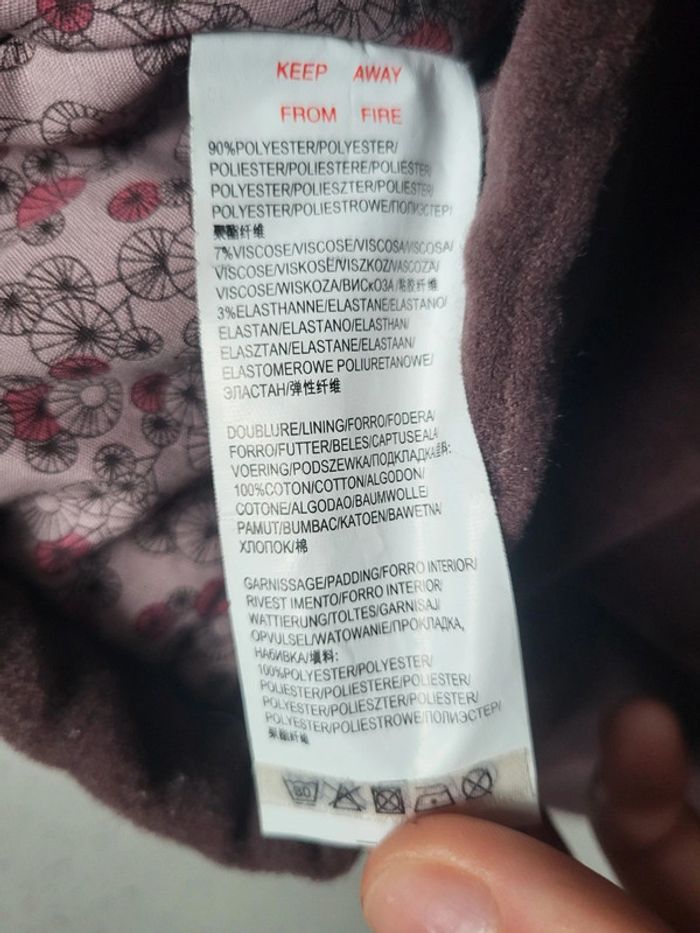 KEEP AWAY
FROM FIRE
90%POLYESTER/POLYESTER/
POLIESTER/POLIESTERE/POLIESTER/
POLYESTER/POLIESZTER/POLIESTER/
POLYESTER/POLIESTROWE/ПОЛИЭСТЕР/
聚酯纤维
7%VISCOSE/VISCOSE/VISCOSA/VISCOSA/
VISCOSE/VISKOSE/VISZKOZ/VASCOZA/
VISCOSE/WISKOZA/ВИСкОЗА/粘胶纤维
3%ELASTHANNE/ELASTANE/ELASTANO/
ELASTAN/ELASTANO/ELASTHAN/
ELASZTAN/ELASTANE/ELASTAAN/
ELASTOMEROWE POLIURETANOWE/
ЭЛАСТАН/弹性纤维
DOUBLURE/LINING/FORRO/FODERA/
FORRO/FUTTER/BELES/CAPTUSEALA
VOERING/PODSZEWKA/ПОДКЛАДКА:
100%COTON/COTTON/ALGODON/
COTONE/ALGODAO/BAUMWOLLE/
PAMUT/BUMBAC/KATOEN/BAWETNA/
ХЛОПОК/棉
GARNISSAGE/PADDING/FORRO INTERIOR/
RIVEST IMENTO/FORRO INTERIOR/
WATTIERUNG/TOLTES/GARNISAJ/
OPVULSEL/WATOWANIE/ПРОКЛАДКА,
НАБИВКА/填料:
100%POLYESTER/POLYESTER/
POLIESTER/POLIESTERE/POLIESTER/
POLYESTER/POLIESZTER/POLIESTER/
POLYESTER/POLIESTROWE/ПОЛИЭСТЕР/
聚酯纤维